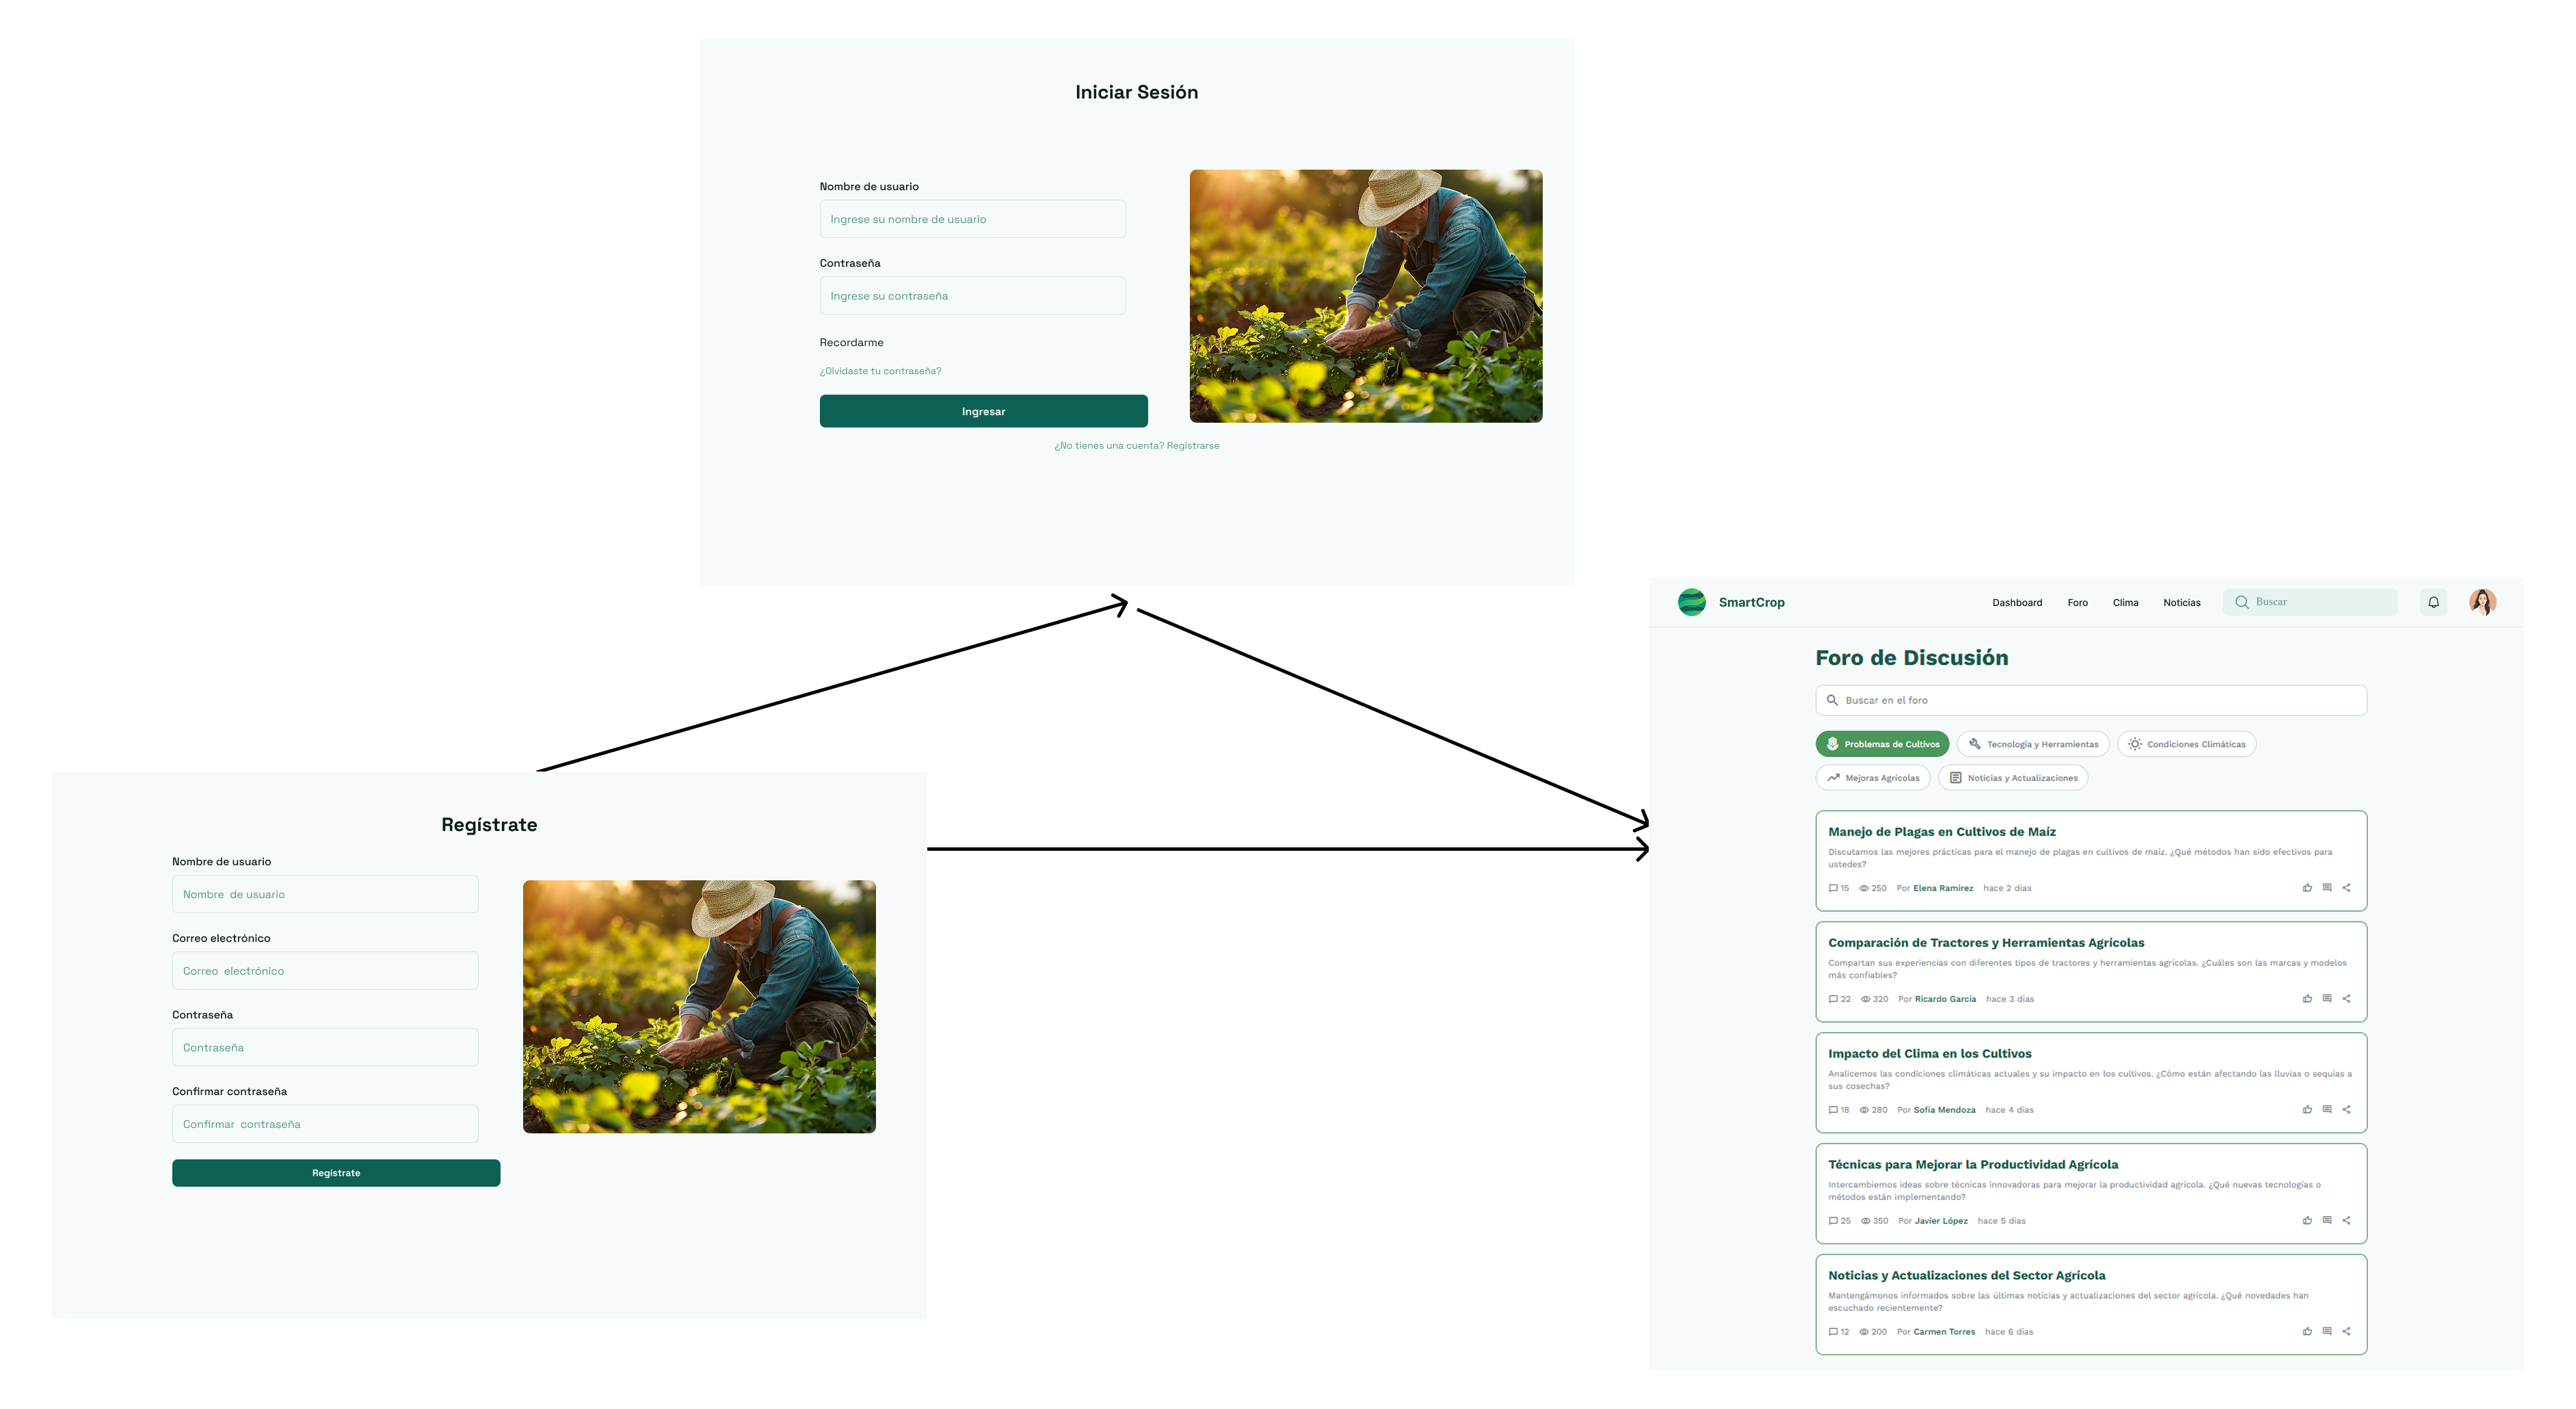 Iniciar Sesión
Nombre de usuario
Ingrese su nombre de usuario
Contraseña
Ingrese su contraseña
Recordarme
¿Olvidaste tu contraseña?
Ingresar
¿No tienes una cuenta? Registrarse
Regístrate
Nombre de usuario
Nombre de usuario
Correo electrónico
Correo electrónico
Contraseña
Contraseña
Confirmar contraseña
Confirmar contraseña
Regístrate
SmartCrop
Dashboard Foro Clima Noticias Buscar
Foro de Discusión
Buscar en el foro
Problemas de Cultivos Tecnología y Herramientas Condiciones Climáticas
Mejoras Agrícolas Noticias y Actualizaciones
Manejo de Plagas en Cultivos de Maíz
Discutamos las mejores prácticas para el manejo de plagas en cultivos de maíz. ¿Qué métodos han sido efectivos para
ustedes?
15 250 Por Elena Ramírez hace 2 días
Comparación de Tractores y Herramientas Agrícolas
Compartan sus experiencias con diferentes tipos de tractores y herramientas agrícolas. ¿Cuáles son las marcas y modelos
más confiables?
22 320 Por Ricardo García hace 3 días
Impacto del Clima en los Cultivos
Analicemos las condiciones climáticas actuales y su impacto en los cultivos. ¿Cómo están afectando las lluvias o sequías a
sus cosechas?
18 280 Por Sofía Mendoza hace 4 días
Técnicas para Mejorar la Productividad Agrícola
Intercambiemos ideas sobre técnicas innovadoras para mejorar la productividad agrícola. ¿Qué nuevas tecnologías o
métodos están implementando?
25 350 Por Javier López hace 5 días
Noticias y Actualizaciones del Sector Agrícola
Mantengámonos informados sobre las últimas noticias y actualizaciones del sector agrícola. ¿Qué novedades han
escuchado recientemente?
12 200 Por Carmen Torres hace 6 días